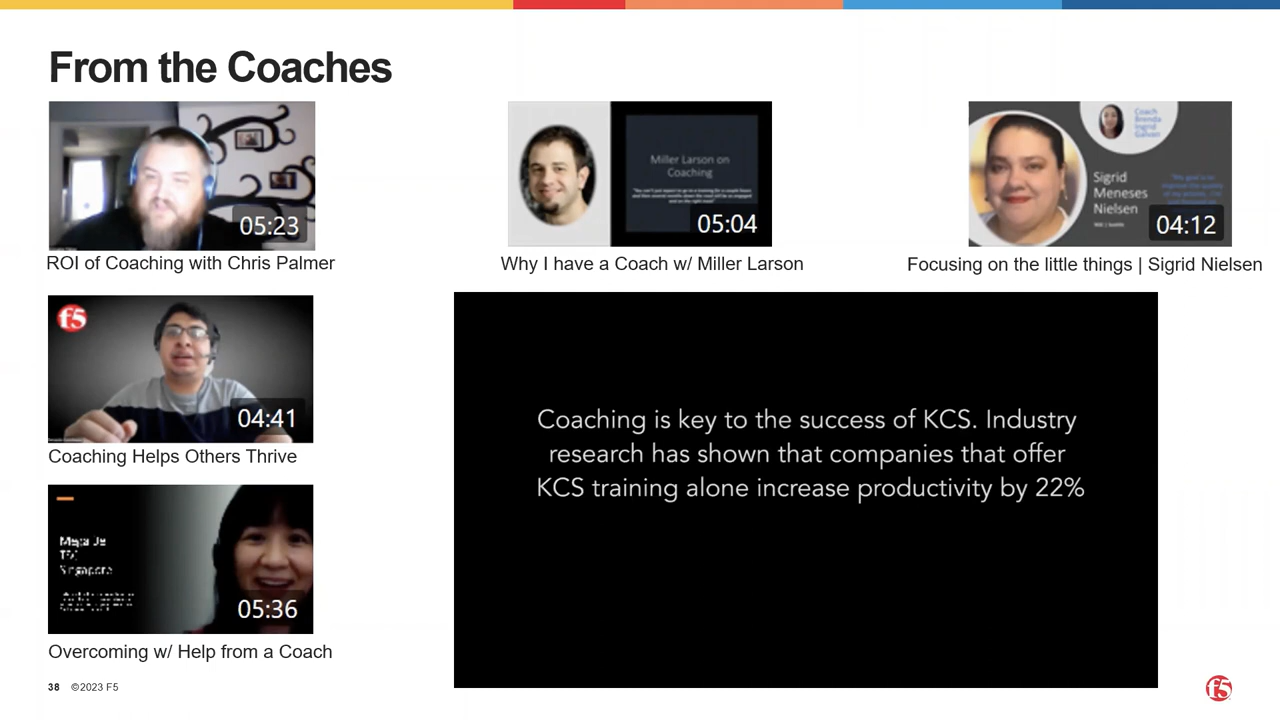 From the Coaches
05:23
ROI of Coaching with Chris Palmer
Miller Larson on
Coaching
05:04
Why I have a Coach w/ Miller Larson
Coach
Brenda
Ingrid
Galvan
Sigrid
Meneses
Nielsen
04:12
Focusing on the little things | Sigrid Nielsen
f5
04:41
Coaching Helps Others Thrive
Singapore
05:36
Overcoming w/ Help from a Coach
Coaching is key to the success of KCS. Industry
research has shown that companies that offer
KCS training alone increase productivity by 22%
38 ©2023 F5
f5